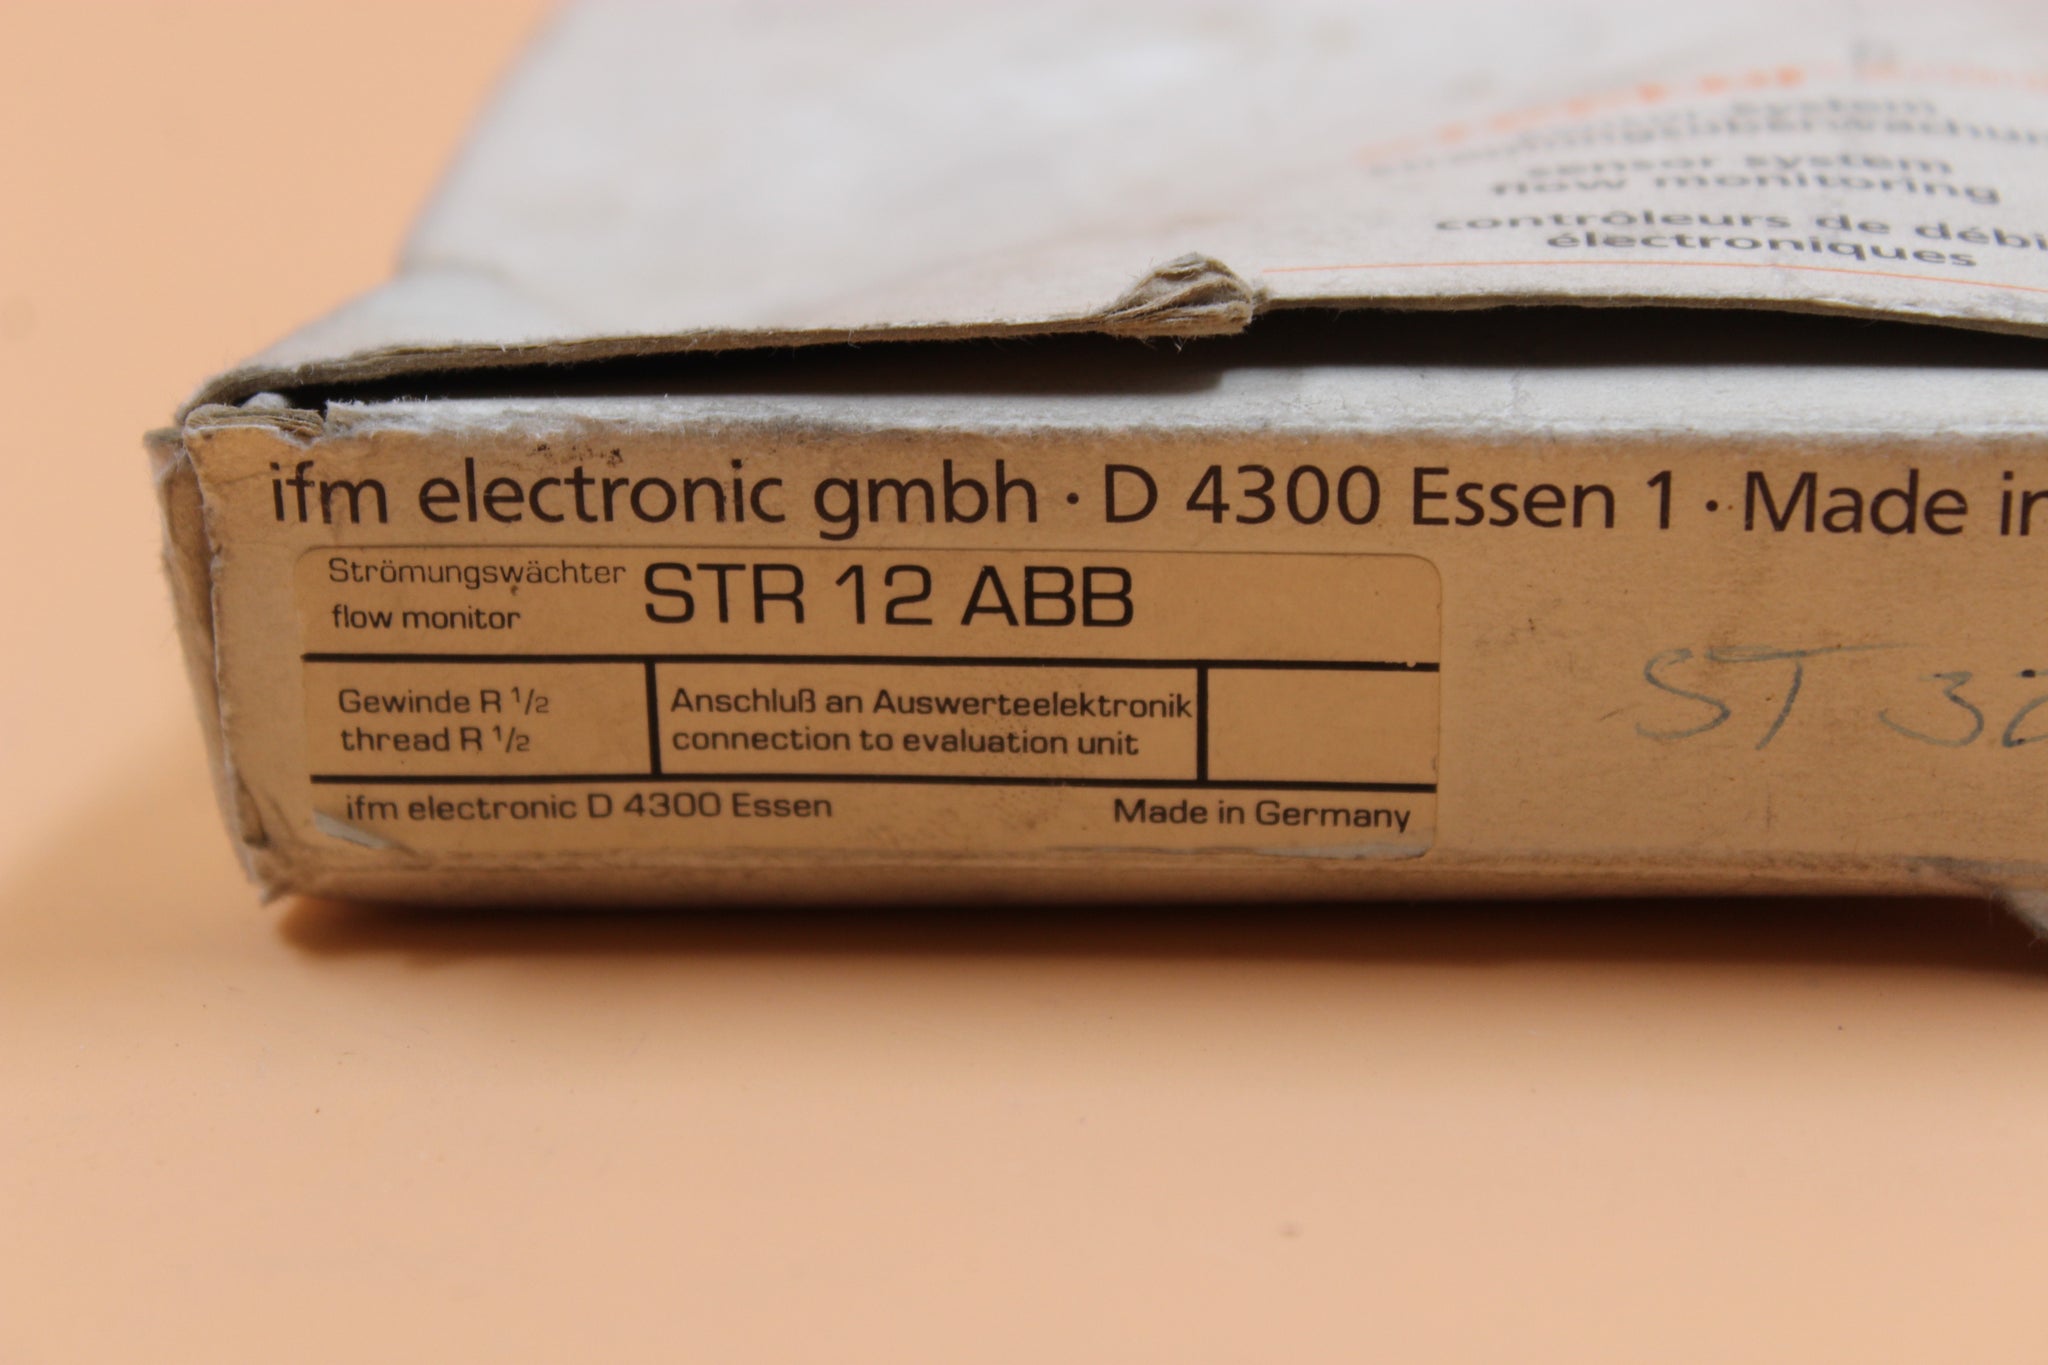 sensor system
flow monitoring
contrôleurs de débi
électroniques
ifm electronic gmbh · D 4300 Essen 1 · Made in
Strömungswächter STR 12 ABB
flow monitor
Gewinde R 1/2
thread R 1/2
Anschluß an Auswerteelektronik
connection to evaluation unit
ifm electronic D 4300 Essen Made in Germany
ST 3